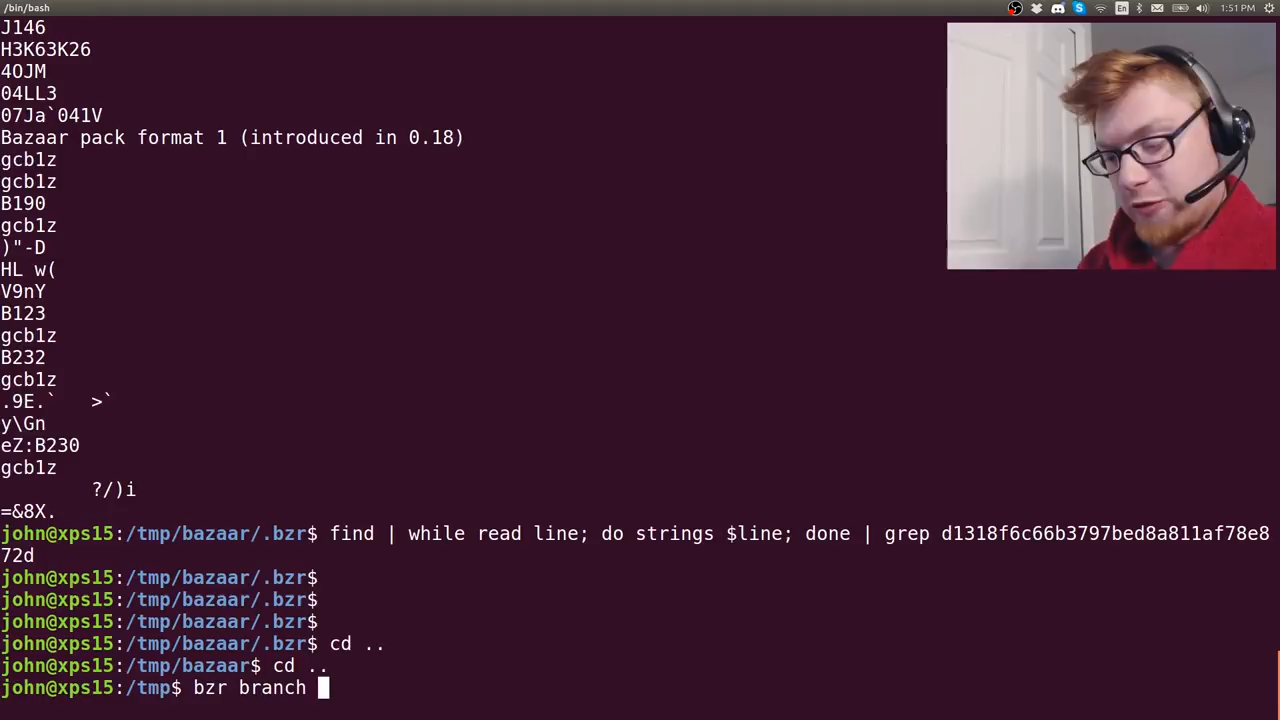 /bin/bash
En
1:51 PM
J146
H3K63K26
4OJM
04LL3
07Ja`041V
Bazaar pack format 1 (introduced in 0.18)
gcb1z
gcb1z
B190
gcb1z
)"-D
HL w(
V9nY
B123
gcb1z
B232
gcb1z
.9E.`   >`
y\Gn
eZ:B230
gcb1z
        ?/)i
=&8X.
john@xps15:/tmp/bazaar/.bzr$ find | while read line; do strings $line; done | grep d1318f6c66b3797bed8a811af78e8
72d
john@xps15:/tmp/bazaar/.bzr$
john@xps15:/tmp/bazaar/.bzr$
john@xps15:/tmp/bazaar/.bzr$
john@xps15:/tmp/bazaar/.bzr$ cd ..
john@xps15:/tmp/bazaar$ cd ..
john@xps15:/tmp$ bzr branch